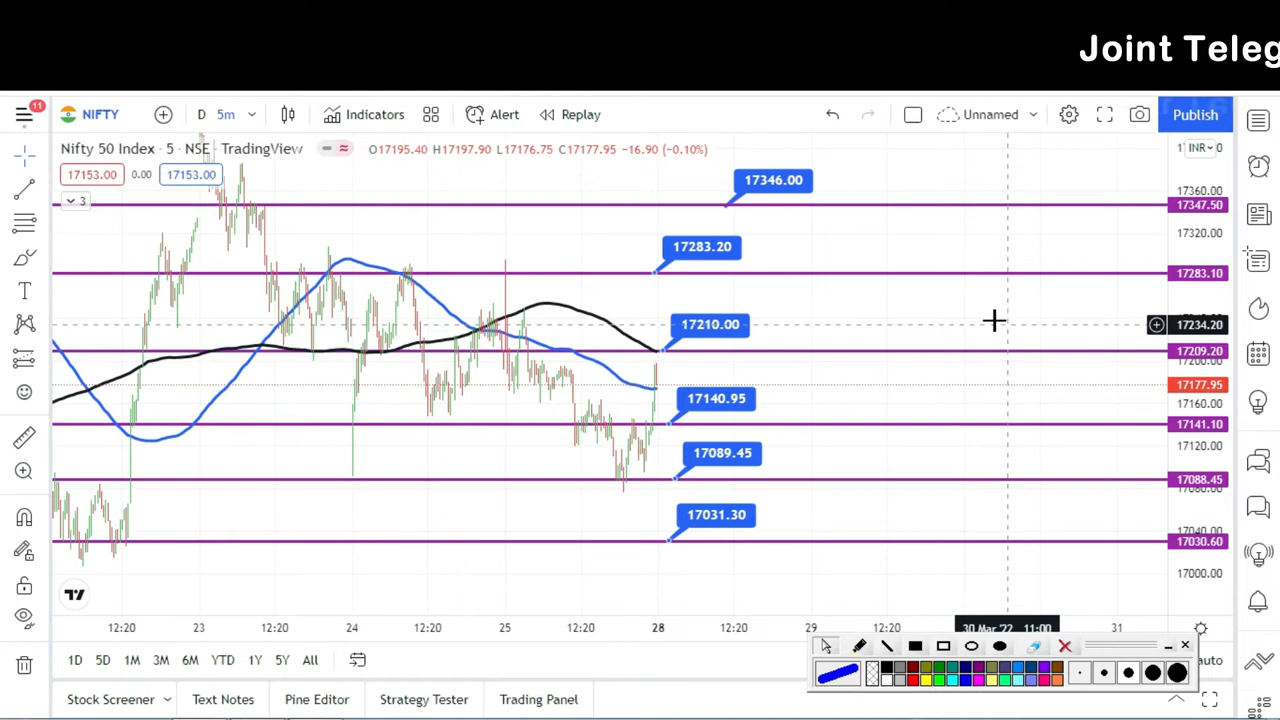 Joint Teleg
11
NIFTY
D 5m
Indicators
Alert
Replay
Unnamed
Publish
Nifty 50 Index · 5 · NSE · TradingView
O17195.40 H17197.90 L17176.75 C17177.95 −16.90 (−0.10%)
INR
17153.00 0.00 17153.00
3
17346.00
17283.20
17210.00
17140.95
17089.45
17031.30
17360.00
17347.50
17320.00
17283.10
17234.20
17209.20
17200.00
17177.95
17160.00
17141.10
17120.00
17088.45
17080.00
17040.00
17030.60
17000.00
12:20 23 12:20 24 12:20 25 12:20 28 12:20 29 12:20 30 Mar '22 11:00 31
1D 5D 1M 3M 6M YTD 1Y 5Y All
auto
Stock Screener Text Notes Pine Editor Strategy Tester Trading Panel